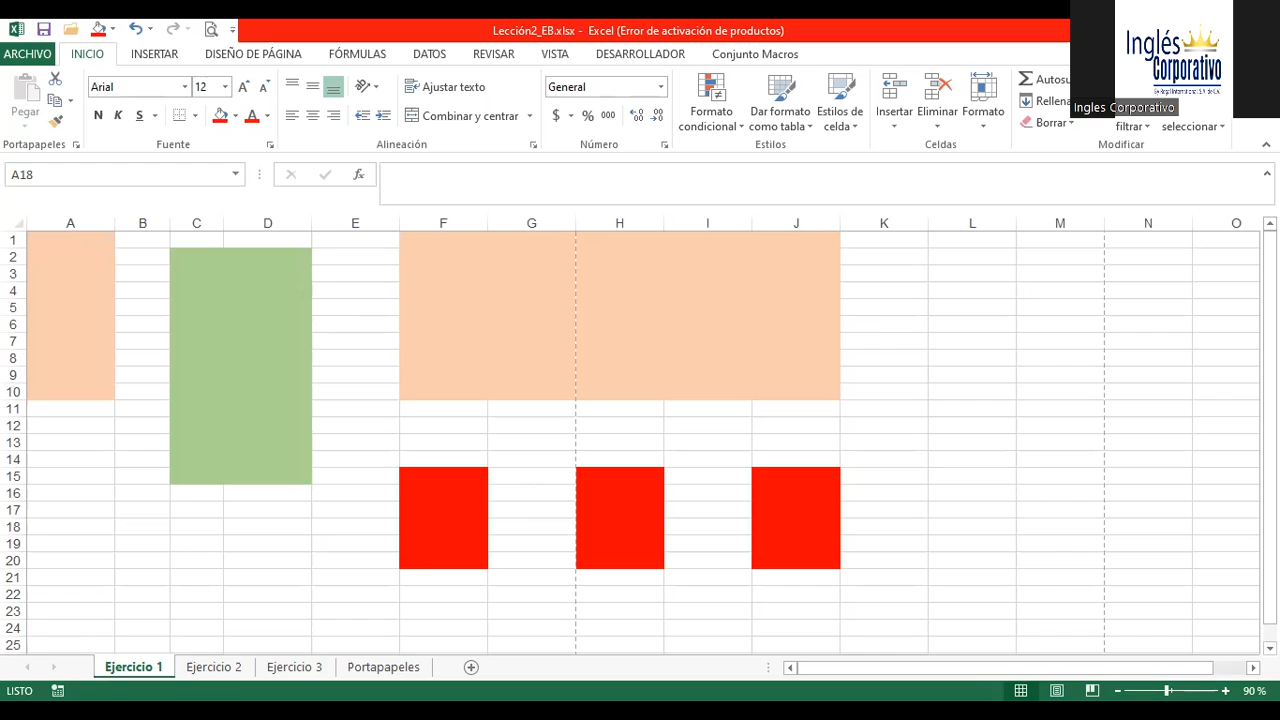 Lección2_EB.xlsx - Excel (Error de activación de productos)
ARCHIVO INICIO INSERTAR DISEÑO DE PÁGINA FÓRMULAS DATOS REVISAR VISTA DESARROLLADOR Conjunto Macros
Inglés
Corporativo
by Regal International, S.A. de C.V.
Ingles Corporativo
Pegar
Arial 12 A A
N K S A
Ajustar texto
Combinar y centrar
General
$ % 000
Formato
condicional
Dar formato
como tabla
Estilos de
celda
Insertar Eliminar Formato
Σ Autosu
Rellena
Borrar
filtrar
seleccionar
Portapapeles Fuente Alineación Número Estilos Celdas Modificar
A18 fx
A B C D E F G H I J K L M N O
1
2
3
4
5
6
7
8
9
10
11
12
13
14
15
16
17
18
19
20
21
22
23
24
25
Ejercicio 1 Ejercicio 2 Ejercicio 3 Portapapeles
LISTO 90 %